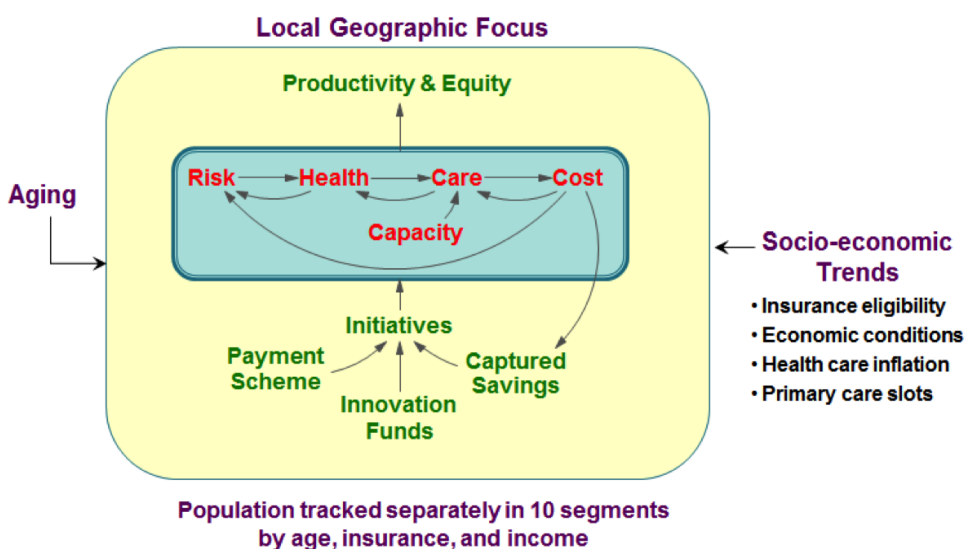 Local Geographic Focus
Productivity & Equity
Risk Health Care Cost
Capacity
Aging
Socio-economic
Trends
• Insurance eligibility
• Economic conditions
• Health care inflation
• Primary care slots
Initiatives
Payment
Scheme
Innovation
Funds
Captured
Savings
Population tracked separately in 10 segments
by age, insurance, and income